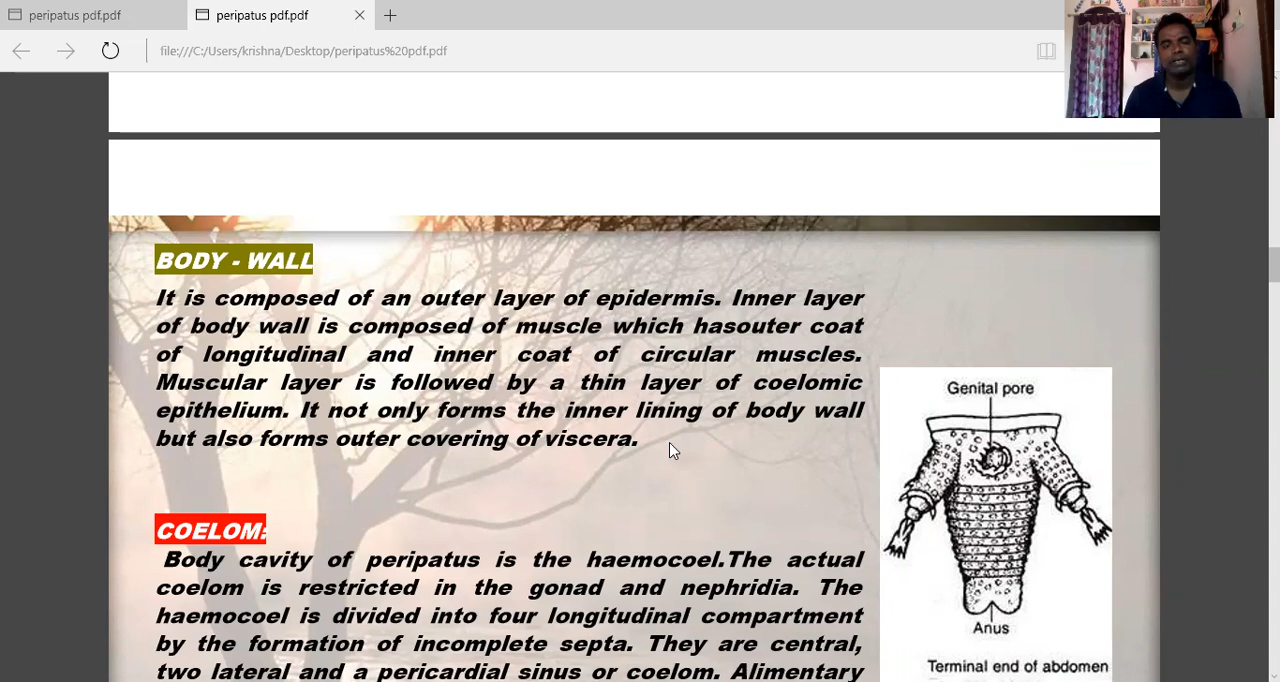 peripatus pdf.pdf
peripatus pdf.pdf
file:///C:/Users/krishna/Desktop/peripatus%20pdf.pdf
BODY - WALL
It is composed of an outer layer of epidermis. Inner layer
of body wall is composed of muscle which hasouter coat
of longitudinal and inner coat of circular muscles.
Muscular layer is followed by a thin layer of coelomic
epithelium. It not only forms the inner lining of body wall
but also forms outer covering of viscera.
Genital pore
COELOM:
Body cavity of peripatus is the haemocoel.The actual
coelom is restricted in the gonad and nephridia. The
haemocoel is divided into four longitudinal compartment
by the formation of incomplete septa. They are central,
two lateral and a pericardial sinus or coelom. Alimentary
Anus
Terminal end of abdomen